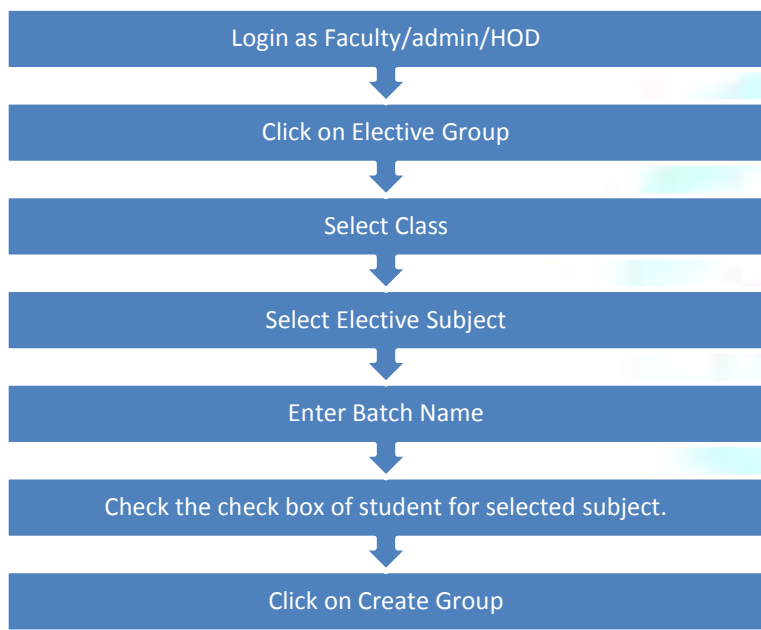 Login as Faculty/admin/HOD
Click on Elective Group
Select Class
Select Elective Subject
Enter Batch Name
Check the check box of student for selected subject.
Click on Create Group